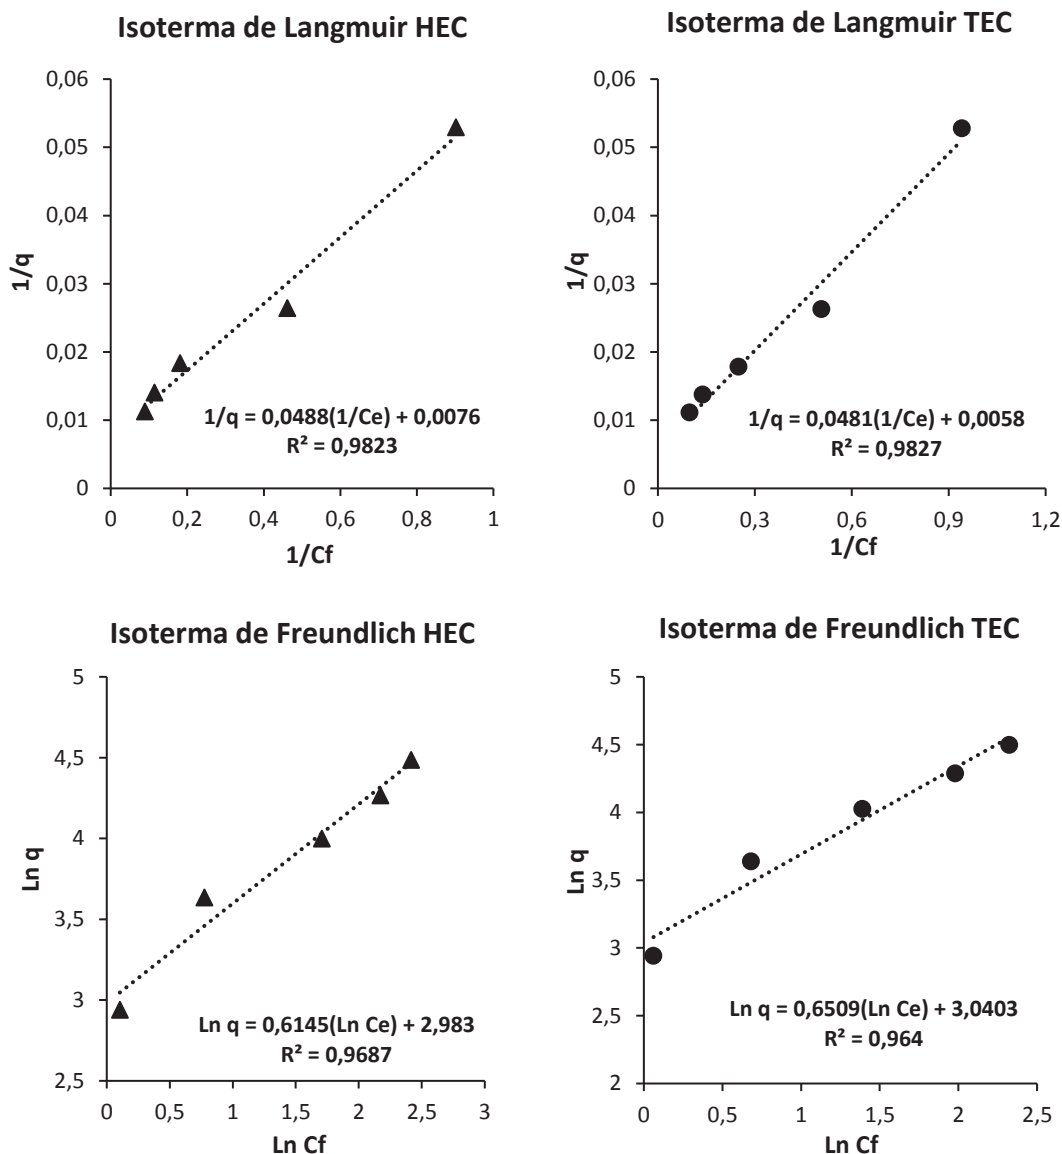 Isoterma de Langmuir HEC
0,06
0,05
0,04
0,03
0,02
0,01
0
1/q
1/q = 0,0488(1/Ce) + 0,0076
R² = 0,9823
0 0,2 0,4 0,6 0,8 1
1/Cf
Isoterma de Langmuir TEC
0,06
0,05
0,04
0,03
0,02
0,01
0
1/q
1/q = 0,0481(1/Ce) + 0,0058
R² = 0,9827
0 0,3 0,6 0,9 1,2
1/Cf
Isoterma de Freundlich HEC
5
4,5
4
3,5
3
2,5
Ln q
Ln q = 0,6145(Ln Ce) + 2,983
R² = 0,9687
0 0,5 1 1,5 2 2,5 3
Ln Cf
Isoterma de Freundlich TEC
5
4,5
4
3,5
3
2,5
2
Ln q
Ln q = 0,6509(Ln Ce) + 3,0403
R² = 0,964
0 0,5 1 1,5 2 2,5
Ln Cf